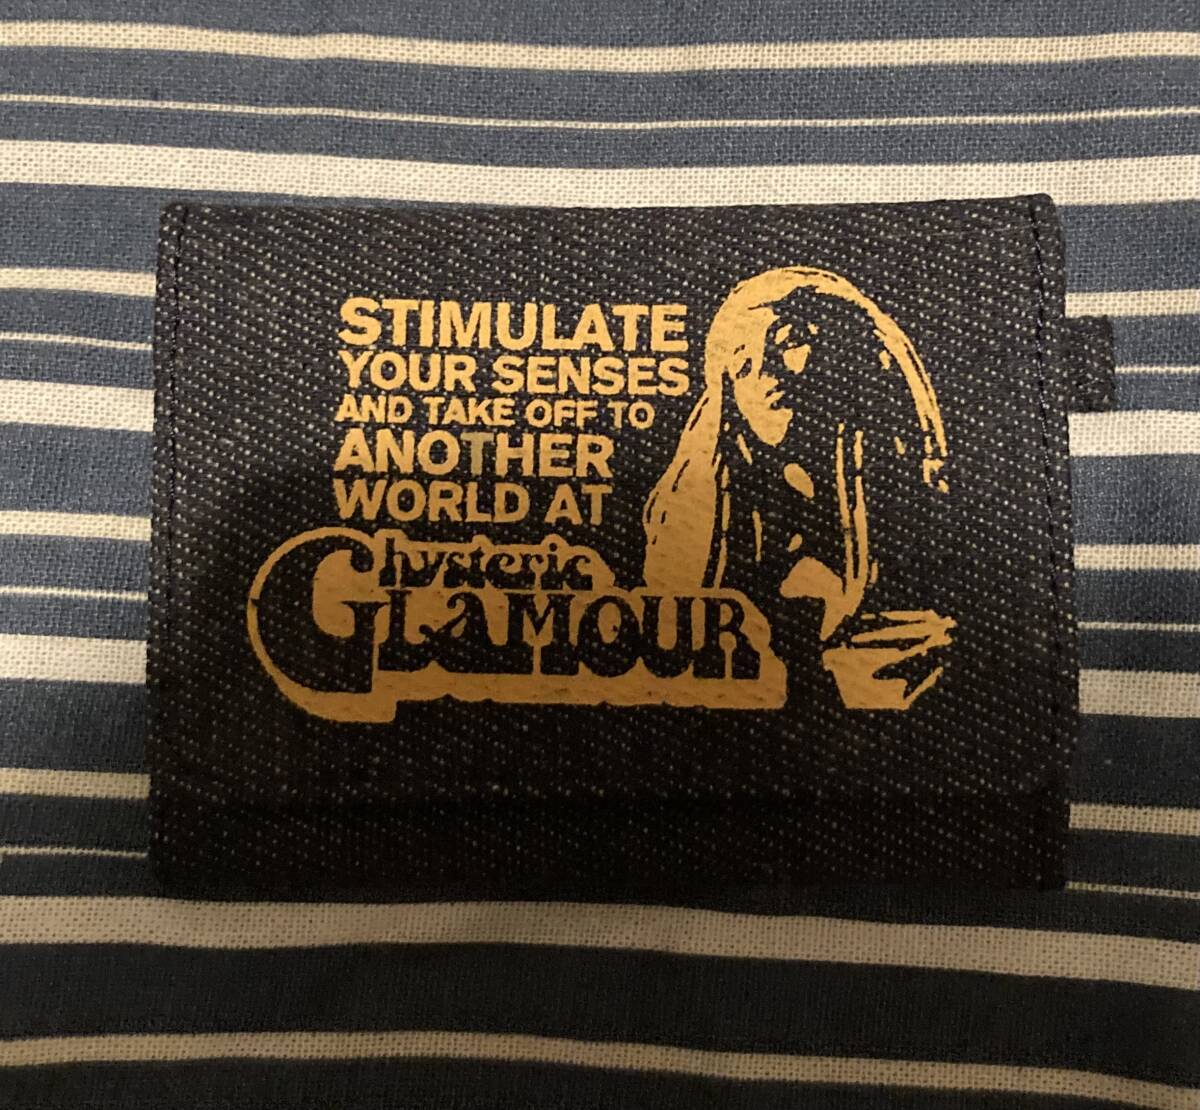 STIMULATE
YOUR SENSES
AND TAKE OFF TO
ANOTHER
WORLD AT
hysteric
GLAMOUR